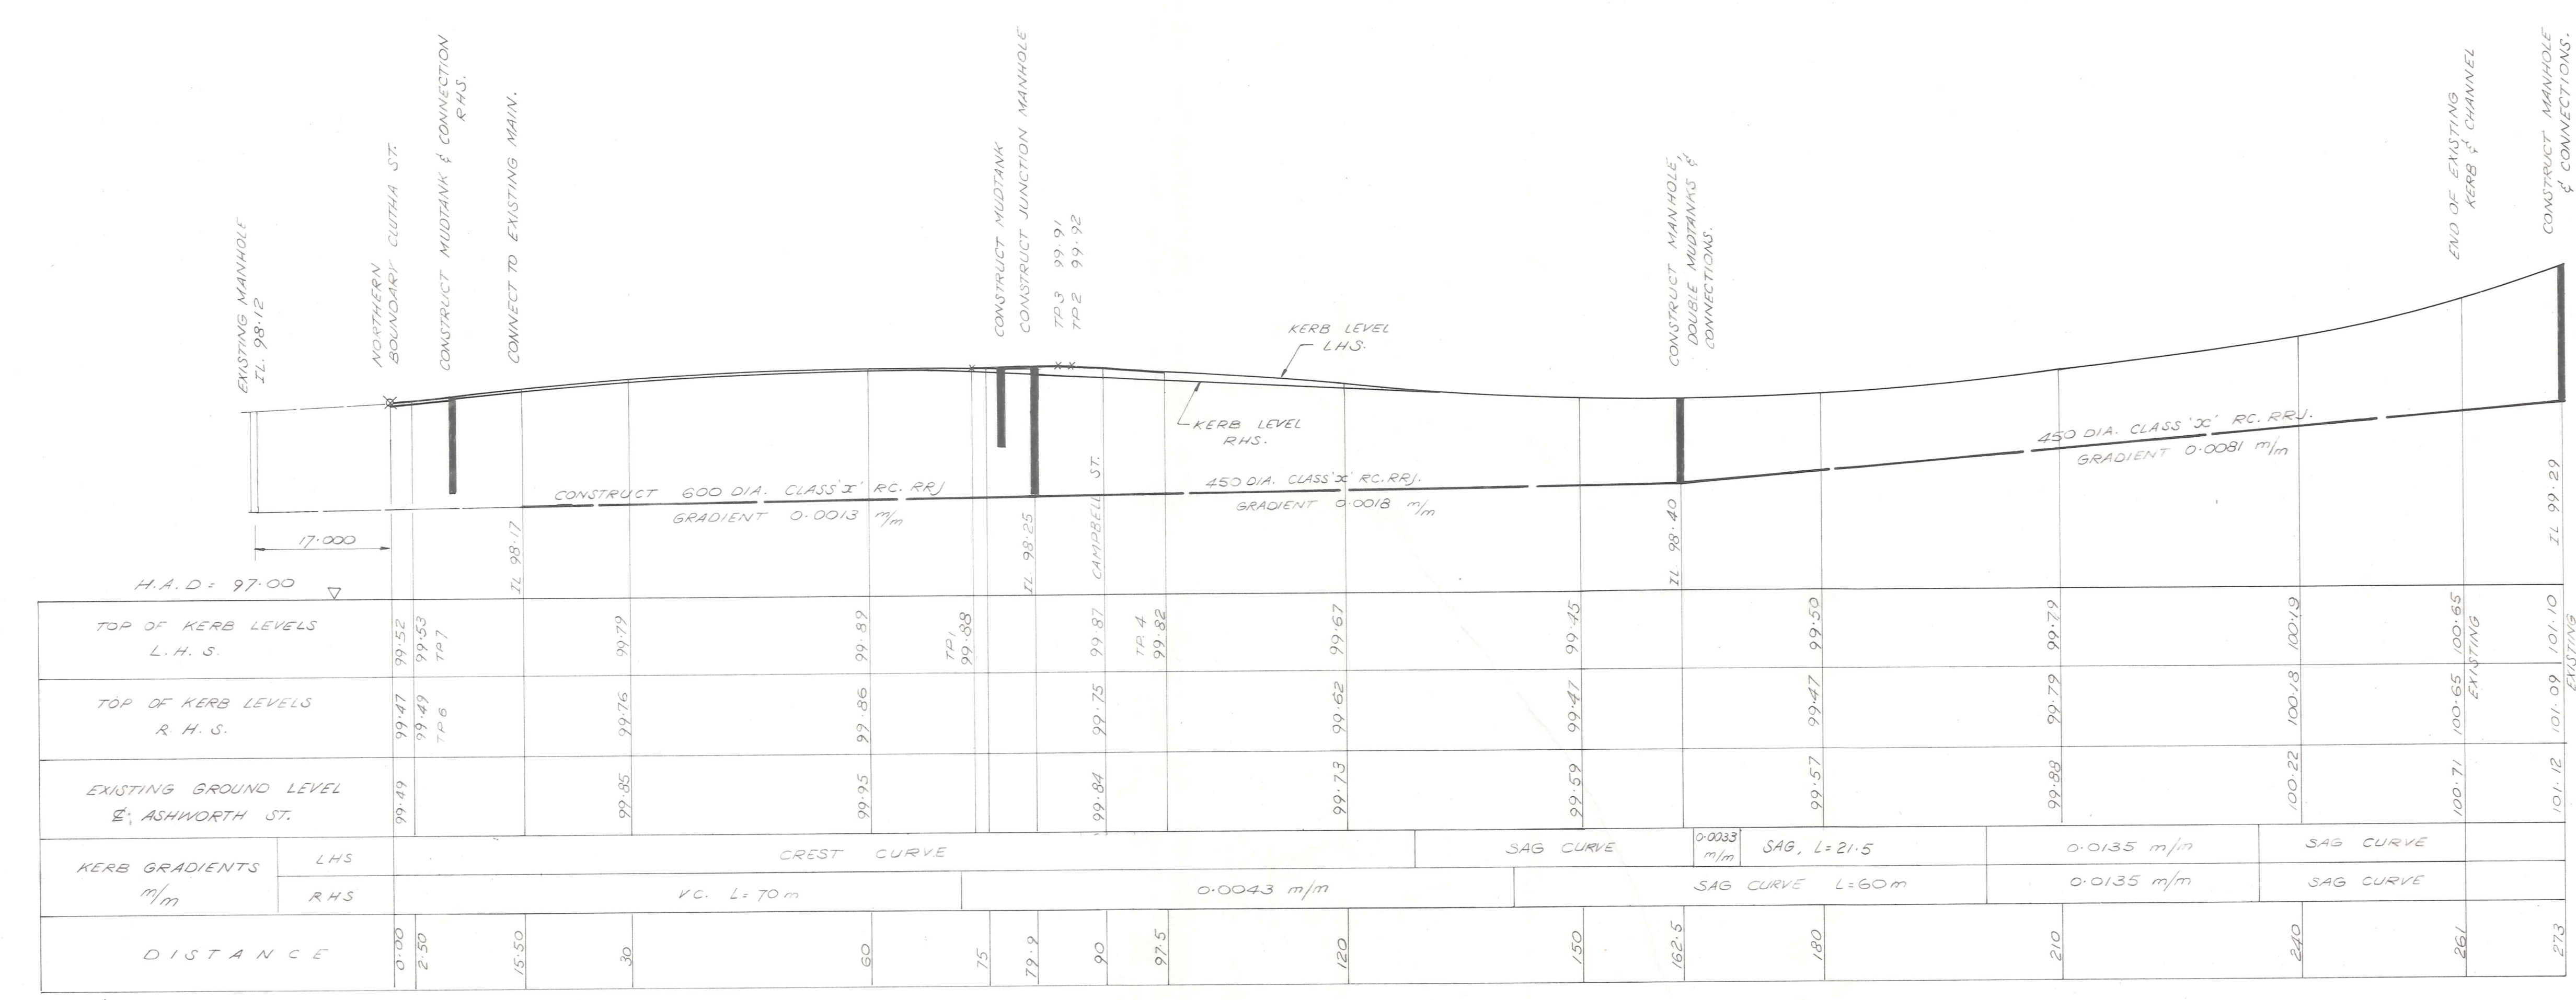 EXISTING MANHOLE
IL. 98·12
NORTHERN
BOUNDARY CLUTHA ST.
CONSTRUCT MUDTANK & CONNECTION
RHS.
CONNECT TO EXISTING MAIN.
CONSTRUCT MUDTANK
CONSTRUCT JUNCTION MANHOLE
TP3 99·91
TP2 99·92
CONSTRUCT MANHOLE,
DOUBLE MUDTANKS &
CONNECTIONS.
END OF EXISTING
KERB & CHANNEL
CONSTRUCT MANHOLE
& CONNECTIONS.
KERB LEVEL
LHS.
KERB LEVEL
RHS.
CONSTRUCT 600 DIA. CLASS 'X' RC. RRJ
GRADIENT 0·0013 m/m
450 DIA. CLASS 'X' RC. RRJ.
GRADIENT 0·0018 m/m
450 DIA. CLASS 'X' RC. RRJ.
GRADIENT 0·0081 m/m
17·000
IL 98·17
IL 98·25
CAMPBELL ST.
IL 98·40
IL 99·29
H.A.D = 97·00
TOP OF KERB LEVELS
L.H.S.
99·52
99·53
TP7
99·79
99·89
TP1
99·88
99·87
TP.4
99·82
99·67
99·45
99·50
99·79
100·19
100·65
EXISTING
101·10
EXISTING
TOP OF KERB LEVELS
R.H.S.
99·47
99·49
TP6
99·76
99·86
99·75
99·62
99·47
99·47
99·79
100·18
100·65
101·09
EXISTING GROUND LEVEL
℄, ASHWORTH ST.
99·49
99·85
99·95
99·84
99·73
99·59
99·57
99·88
100·22
100·71
101·12
KERB GRADIENTS
m/m
LHS
CREST CURVE
SAG CURVE
0·0033
m/m
SAG, L=21·5
0·0135 m/m
SAG CURVE
RHS
VC. L=70m
0·0043 m/m
SAG CURVE L=60m
0·0135 m/m
SAG CURVE
DISTANCE
0·00
2·50
15·50
30
60
75
79·9
90
97·5
120
150
162·5
180
210
240
261
273